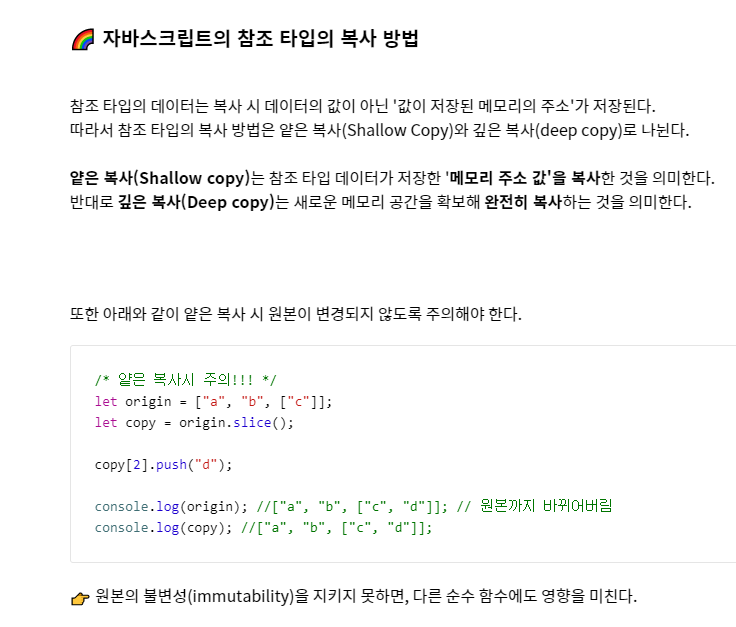 🌈 자바스크립트의 참조 타입의 복사 방법
참조 타입의 데이터는 복사 시 데이터의 값이 아닌 '값이 저장된 메모리의 주소'가 저장된다.
따라서 참조 타입의 복사 방법은 얕은 복사(Shallow Copy)와 깊은 복사(deep copy)로 나뉜다.
얕은 복사(Shallow copy)는 참조 타입 데이터가 저장한 '메모리 주소 값'을 복사한 것을 의미한다.
반대로 깊은 복사(Deep copy)는 새로운 메모리 공간을 확보해 완전히 복사하는 것을 의미한다.
또한 아래와 같이 얕은 복사 시 원본이 변경되지 않도록 주의해야 한다.
/* 얕은 복사시 주의!!! */
let origin = ["a", "b", ["c"]];
let copy = origin.slice();
copy[2].push("d");
console.log(origin); //["a", "b", ["c", "d"]]; // 원본까지 바뀌어버림
console.log(copy); //["a", "b", ["c", "d"]];
👉 원본의 불변성(immutability)을 지키지 못하면, 다른 순수 함수에도 영향을 미친다.